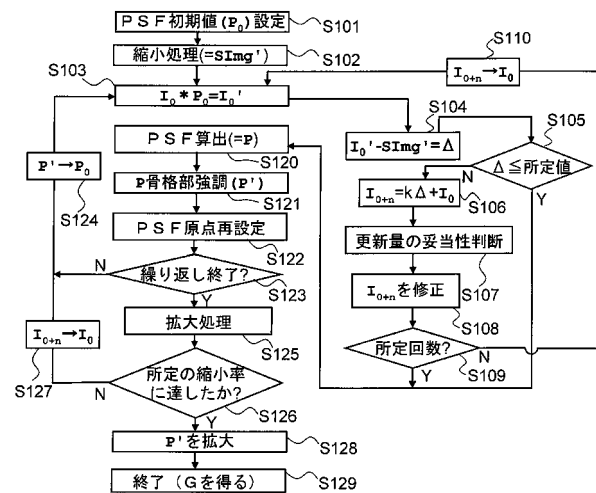 ＰＳＦ初期値(P₀)設定
S101
縮小処理(=SImg')
S102
S110
I₀₊ₙ→I₀
S103
I₀*P₀=I₀'
S104
I₀'-SImg'=Δ
S105
Δ≦所定値
N
Y
ＰＳＦ算出(=P)
S120
P'→P₀
S124
I₀₊ₙ=kΔ+I₀
S106
P骨格部強調(P')
S121
更新量の妥当性判断
S107
ＰＳＦ原点再設定
S122
繰り返し終了?
N
Y
S123
I₀₊ₙを修正
S108
I₀₊ₙ→I₀
S127
拡大処理
S125
所定回数?
N
Y
S109
所定の縮小率
に達したか?
N
Y
S126
P'を拡大
S128
終了（Gを得る）
S129